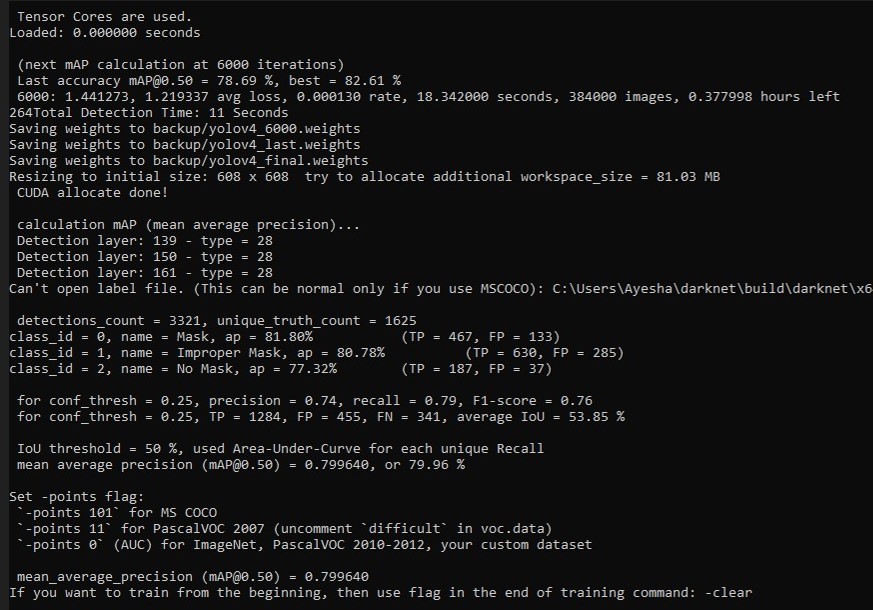 Tensor Cores are used.
Loaded: 0.000000 seconds
(next mAP calculation at 6000 iterations)
Last accuracy mAP@0.50 = 78.69 %, best = 82.61 %
6000: 1.441273, 1.219337 avg loss, 0.000130 rate, 18.342000 seconds, 384000 images, 0.377998 hours left
264Total Detection Time: 11 Seconds
Saving weights to backup/yolov4_6000.weights
Saving weights to backup/yolov4_last.weights
Saving weights to backup/yolov4_final.weights
Resizing to initial size: 608 x 608  try to allocate additional workspace_size = 81.03 MB
CUDA allocate done!
calculation mAP (mean average precision)...
Detection layer: 139 - type = 28
Detection layer: 150 - type = 28
Detection layer: 161 - type = 28
Can't open label file. (This can be normal only if you use MSCOCO): C:\Users\Ayesha\darknet\build\darknet\x6
detections_count = 3321, unique_truth_count = 1625
class_id = 0, name = Mask, ap = 81.80%           (TP = 467, FP = 133)
class_id = 1, name = Improper Mask, ap = 80.78%          (TP = 630, FP = 285)
class_id = 2, name = No Mask, ap = 77.32%        (TP = 187, FP = 37)
for conf_thresh = 0.25, precision = 0.74, recall = 0.79, F1-score = 0.76
for conf_thresh = 0.25, TP = 1284, FP = 455, FN = 341, average IoU = 53.85 %
IoU threshold = 50 %, used Area-Under-Curve for each unique Recall
mean average precision (mAP@0.50) = 0.799640, or 79.96 %
Set -points flag:
`-points 101` for MS COCO
`-points 11` for PascalVOC 2007 (uncomment `difficult` in voc.data)
`-points 0` (AUC) for ImageNet, PascalVOC 2010-2012, your custom dataset
mean_average_precision (mAP@0.50) = 0.799640
If you want to train from the beginning, then use flag in the end of training command: -clear